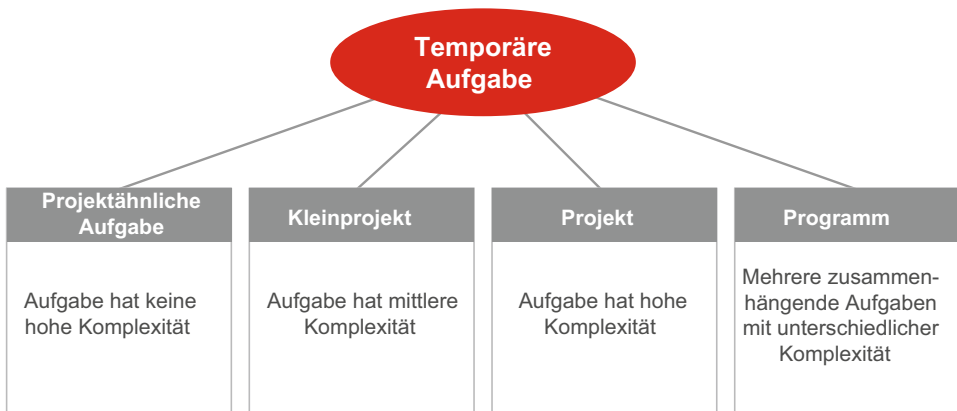 Temporäre
Aufgabe
Projektähnliche
Aufgabe
Kleinprojekt
Projekt
Programm
Aufgabe hat keine
hohe Komplexität
Aufgabe hat mittlere
Komplexität
Aufgabe hat hohe
Komplexität
Mehrere zusammen-
hängende Aufgaben
mit unterschiedlicher
Komplexität